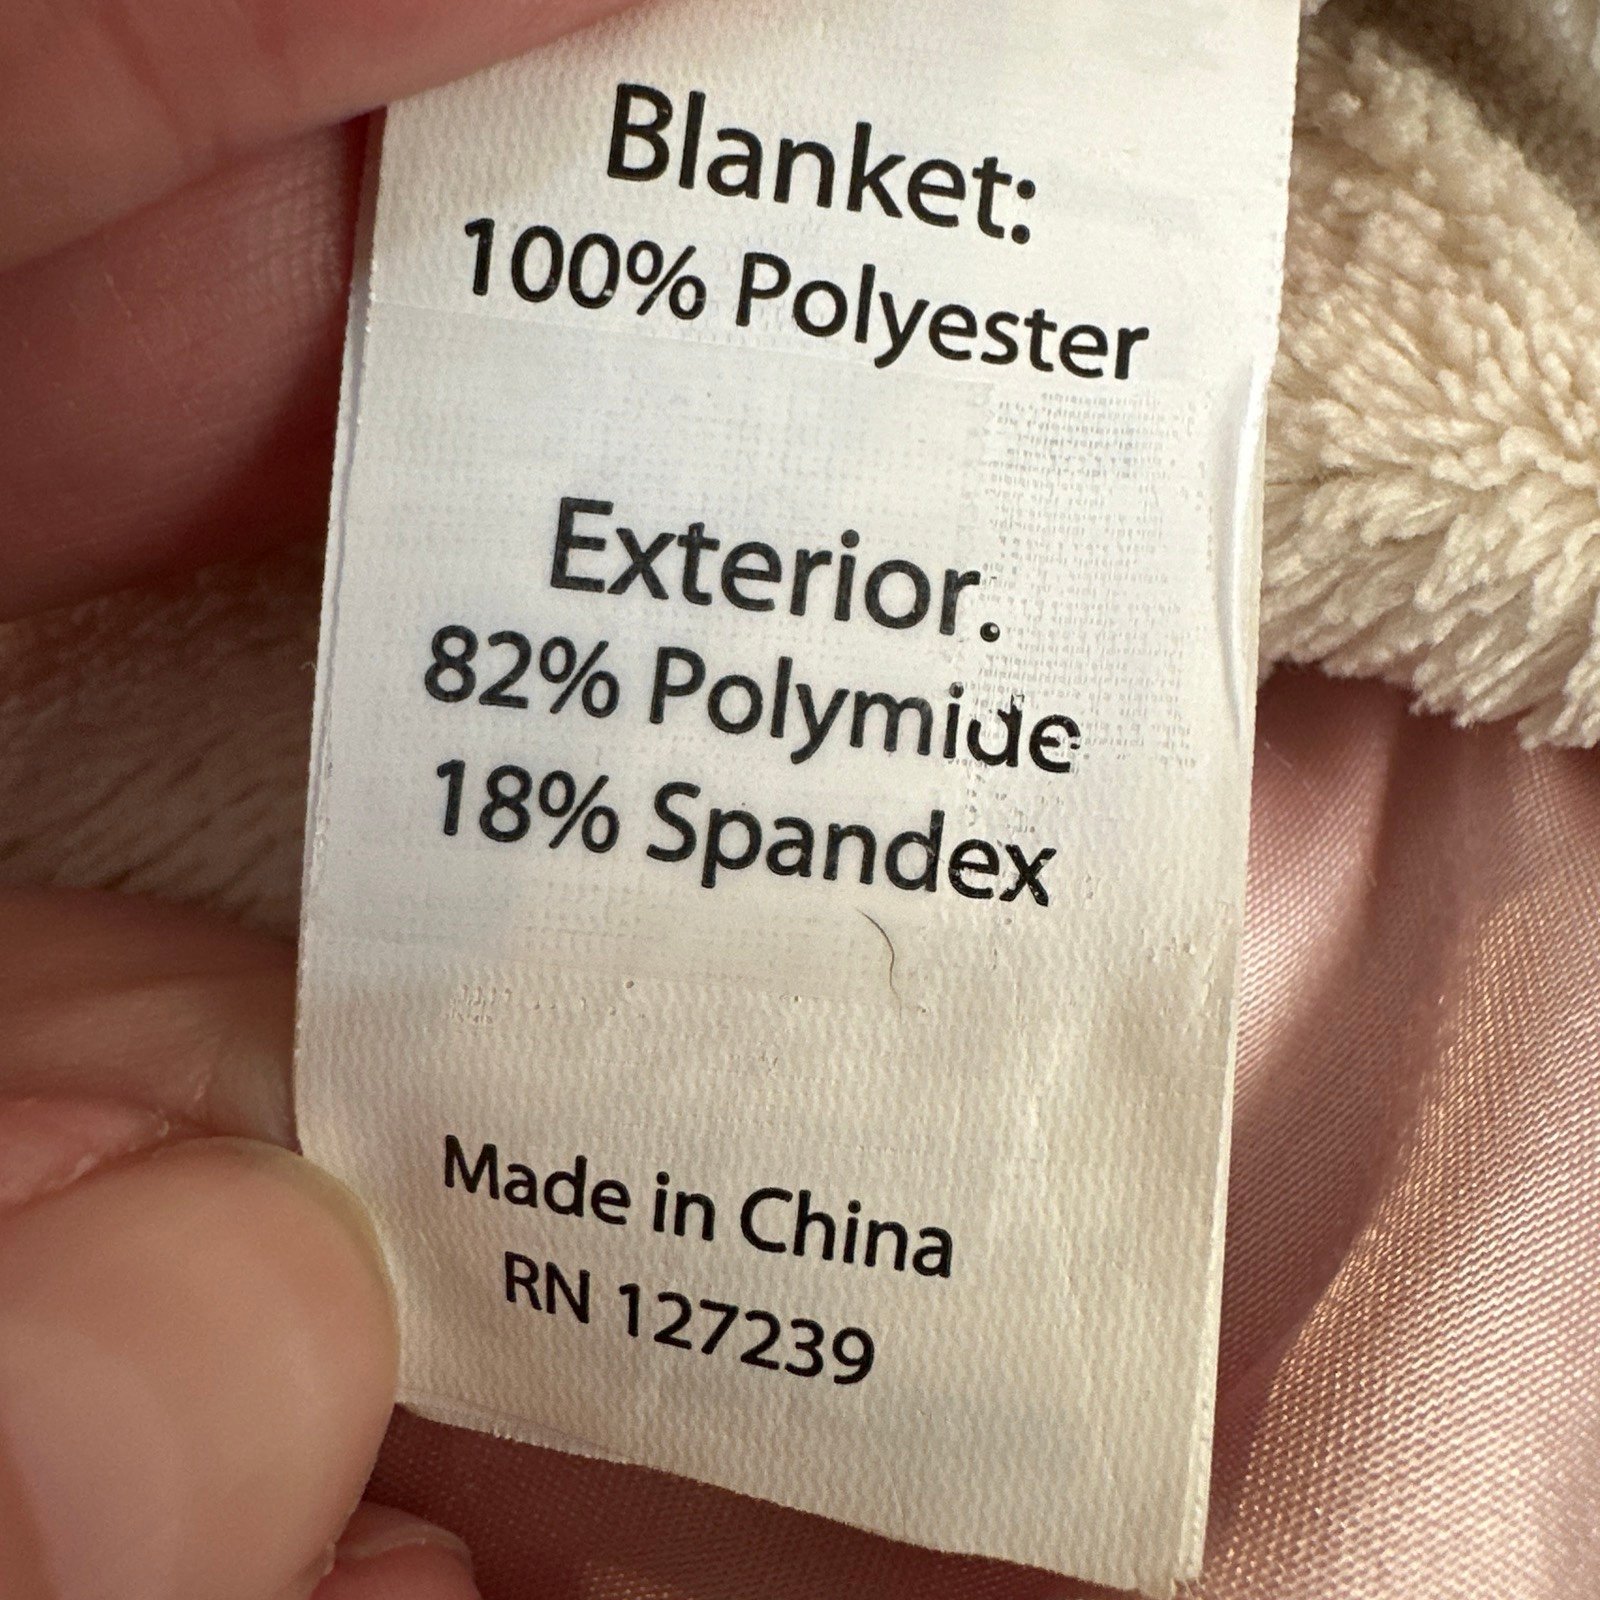 Blanket:
100% Polyester
Exterior.
82% Polymide
18% Spandex
Made in China
RN 127239